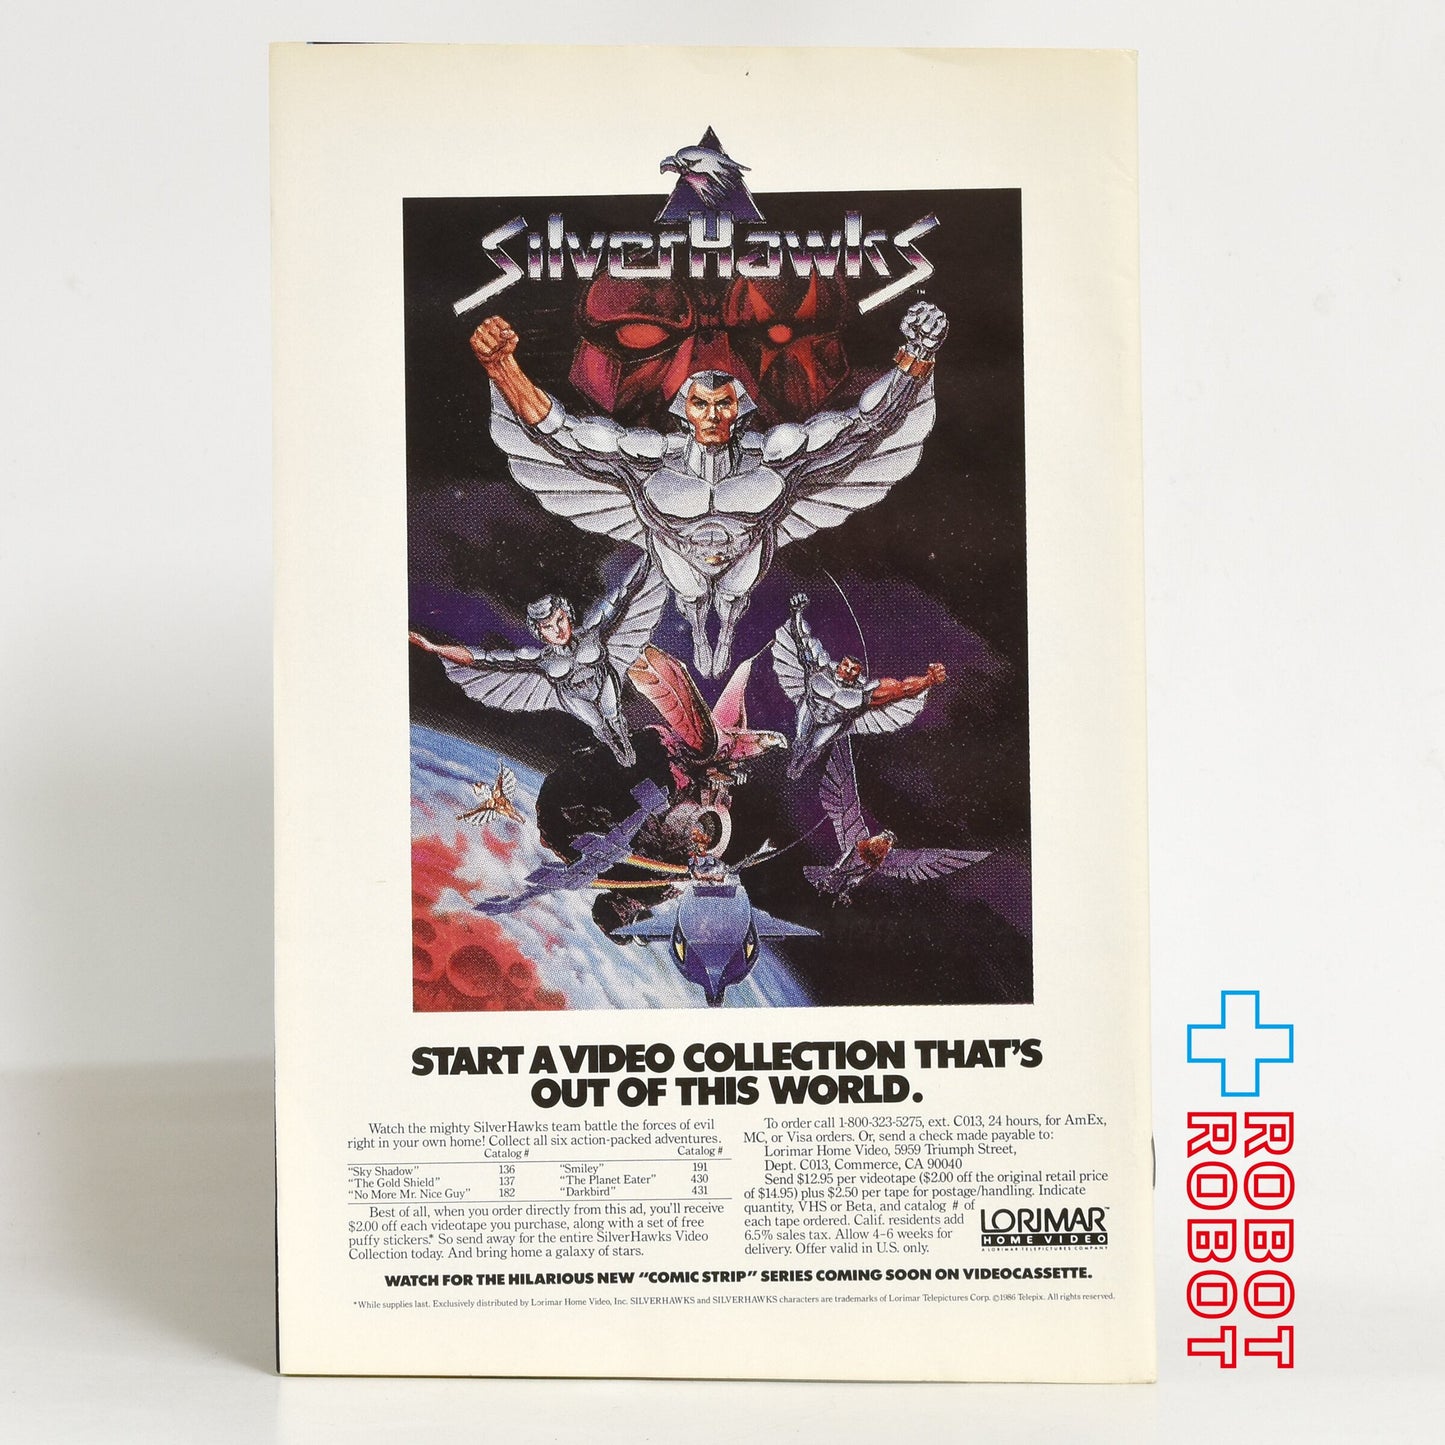 SilverHawks™
START A VIDEO COLLECTION THAT'S
OUT OF THIS WORLD.
Watch the mighty SilverHawks team battle the forces of evil
right in your own home! Collect all six action-packed adventures.
Catalog # Catalog #
"Sky Shadow" 136 "Smiley" 191
"The Gold Shield" 137 "The Planet Eater" 430
"No More Mr. Nice Guy" 182 "Darkbird" 431
Best of all, when you order directly from this ad, you'll receive
$2.00 off each videotape you purchase, along with a set of free
puffy stickers.* So send away for the entire SilverHawks Video
Collection today. And bring home a galaxy of stars.
To order call 1-800-323-5275, ext. C013, 24 hours, for AmEx,
MC, or Visa orders. Or, send a check made payable to:
Lorimar Home Video, 5959 Triumph Street,
Dept. C013, Commerce, CA 90040
Send $12.95 per videotape ($2.00 off the original retail price
of $14.95) plus $2.50 per tape for postage/handling. Indicate
quantity, VHS or Beta, and catalog # of
each tape ordered. Calif. residents add
6.5% sales tax. Allow 4-6 weeks for
delivery. Offer valid in U.S. only.
LORIMAR™
HOME VIDEO
A LORIMAR TELEPICTURES COMPANY
WATCH FOR THE HILARIOUS NEW "COMIC STRIP" SERIES COMING SOON ON VIDEOCASSETTE.
*While supplies last. Exclusively distributed by Lorimar Home Video, Inc. SILVERHAWKS and SILVERHAWKS characters are trademarks of Lorimar Telepictures Corp. ©1986 Telepix. All rights reserved.
ROBOT
ROBOT